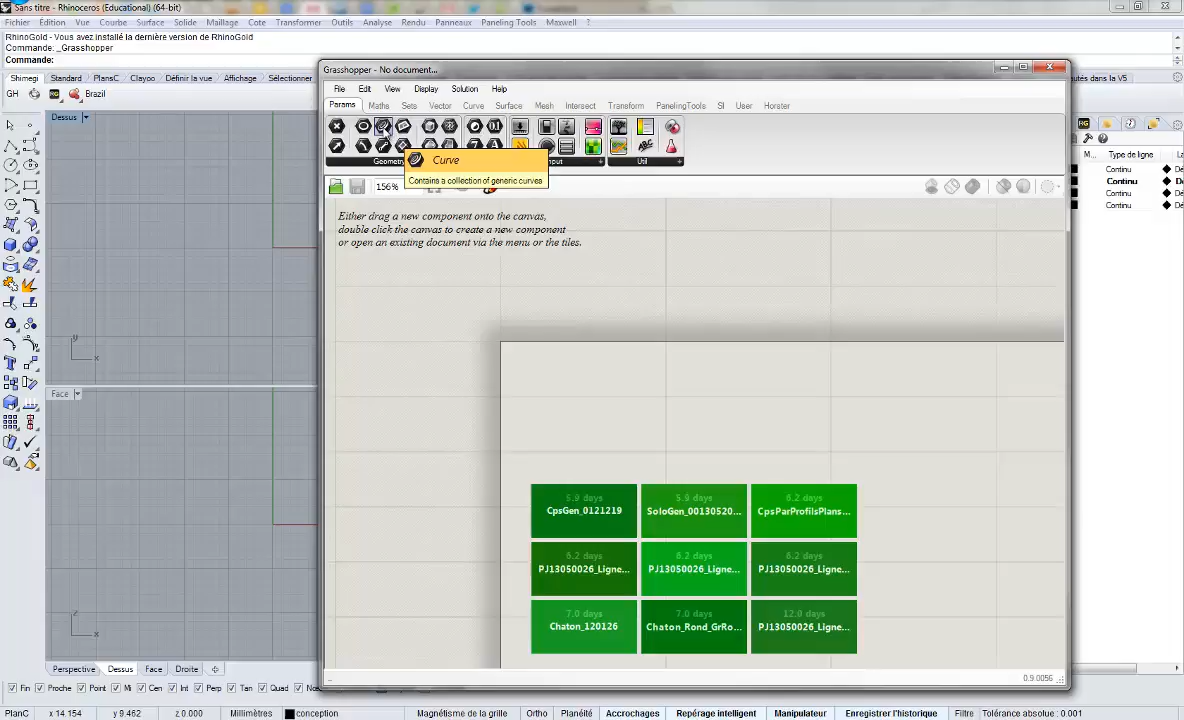 Sans titre - Rhinoceros (Educational) (64-bit)
Fichier Édition Vue Courbe Surface Solide Maillage Cote Transformer Outils Analyse Rendu Panneaux Paneling Tools Maxwell ?
RhinoGold - Vous avez installé la dernière version de RhinoGold
Commande: _Grasshopper
Commande:
Shimegi Standard PlansC Clayoo Définir la vue Affichage Sélectionner
autés dans la V5
GH RG Brazil
Grasshopper - No document...
File Edit View Display Solution Help
Params Maths Sets Vector Curve Surface Mesh Intersect Transform PanelingTools SI User Horster
Dessus
Geometry
Curve
Contains a collection of generic curves
nput
Util
156%
M... Type de ligne
Continu
Continu
Continu
Continu
Either drag a new component onto the canvas,
double click the canvas to create a new component
or open an existing document via the menu or the tiles.
y
x
Face
5.9 days 5.9 days 6.2 days
CpsGen_0121219 SoloGen_00130520... CpsParProfilsPlans...
6.2 days 6.2 days 6.2 days
PJ13050026_Ligne... PJ13050026_Ligne... PJ13050026_Ligne...
7.0 days 7.0 days 12.0 days
Chaton_120126 Chaton_Rond_GrRo... PJ13050026_Ligne...
z
x
Perspective Dessus Face Droite
0.9.0056
Fin Proche Point Mi Cen Int Perp Tan Quad Noeud
PlanC x 14.154 y 9.462 z 0.000 Millimètres conception Magnétisme de la grille Ortho Planéité Accrochages Repérage intelligent Manipulateur Enregistrer l'historique Filtre Tolérance absolue : 0.001